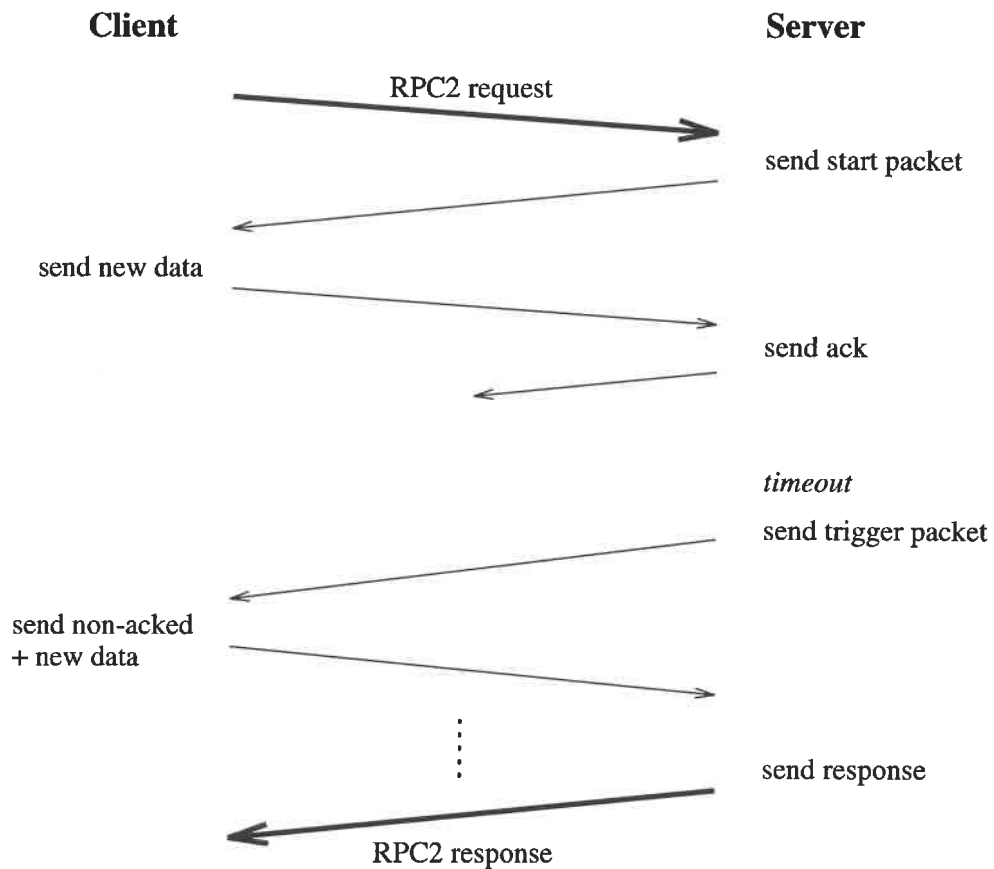 Client
Server
RPC2 request
send start packet
send new data
send ack
timeout
send trigger packet
send non-acked
+ new data
send response
RPC2 response